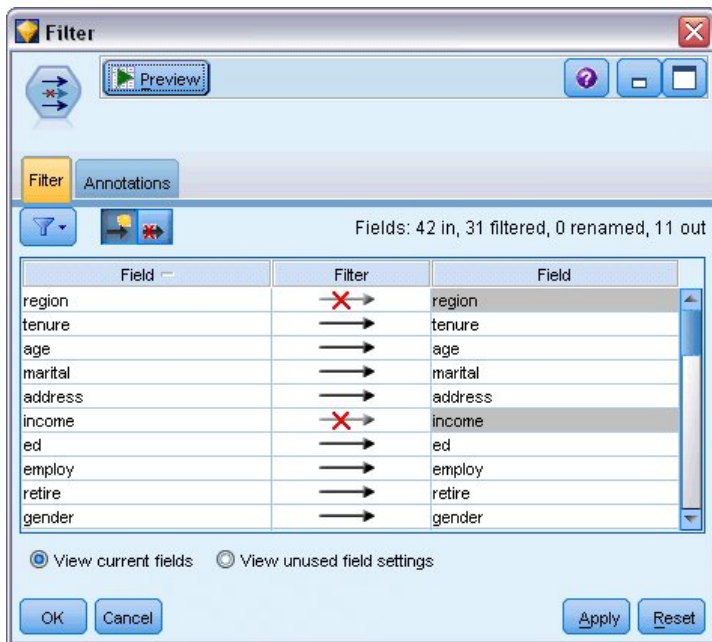 Filter
Preview
Filter Annotations
Fields: 42 in, 31 filtered, 0 renamed, 11 out
Field Filter Field
region region
tenure tenure
age age
marital marital
address address
income income
ed ed
employ employ
retire retire
gender gender
View current fields View unused field settings
OK Cancel Apply Reset